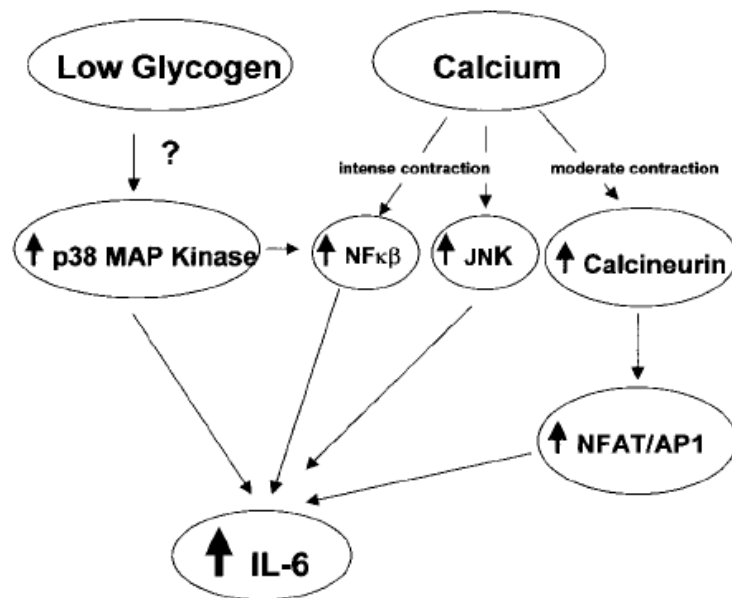 Low Glycogen
Calcium
?
intense contraction
moderate contraction
p38 MAP Kinase
NFκβ
JNK
Calcineurin
NFAT/AP1
IL-6